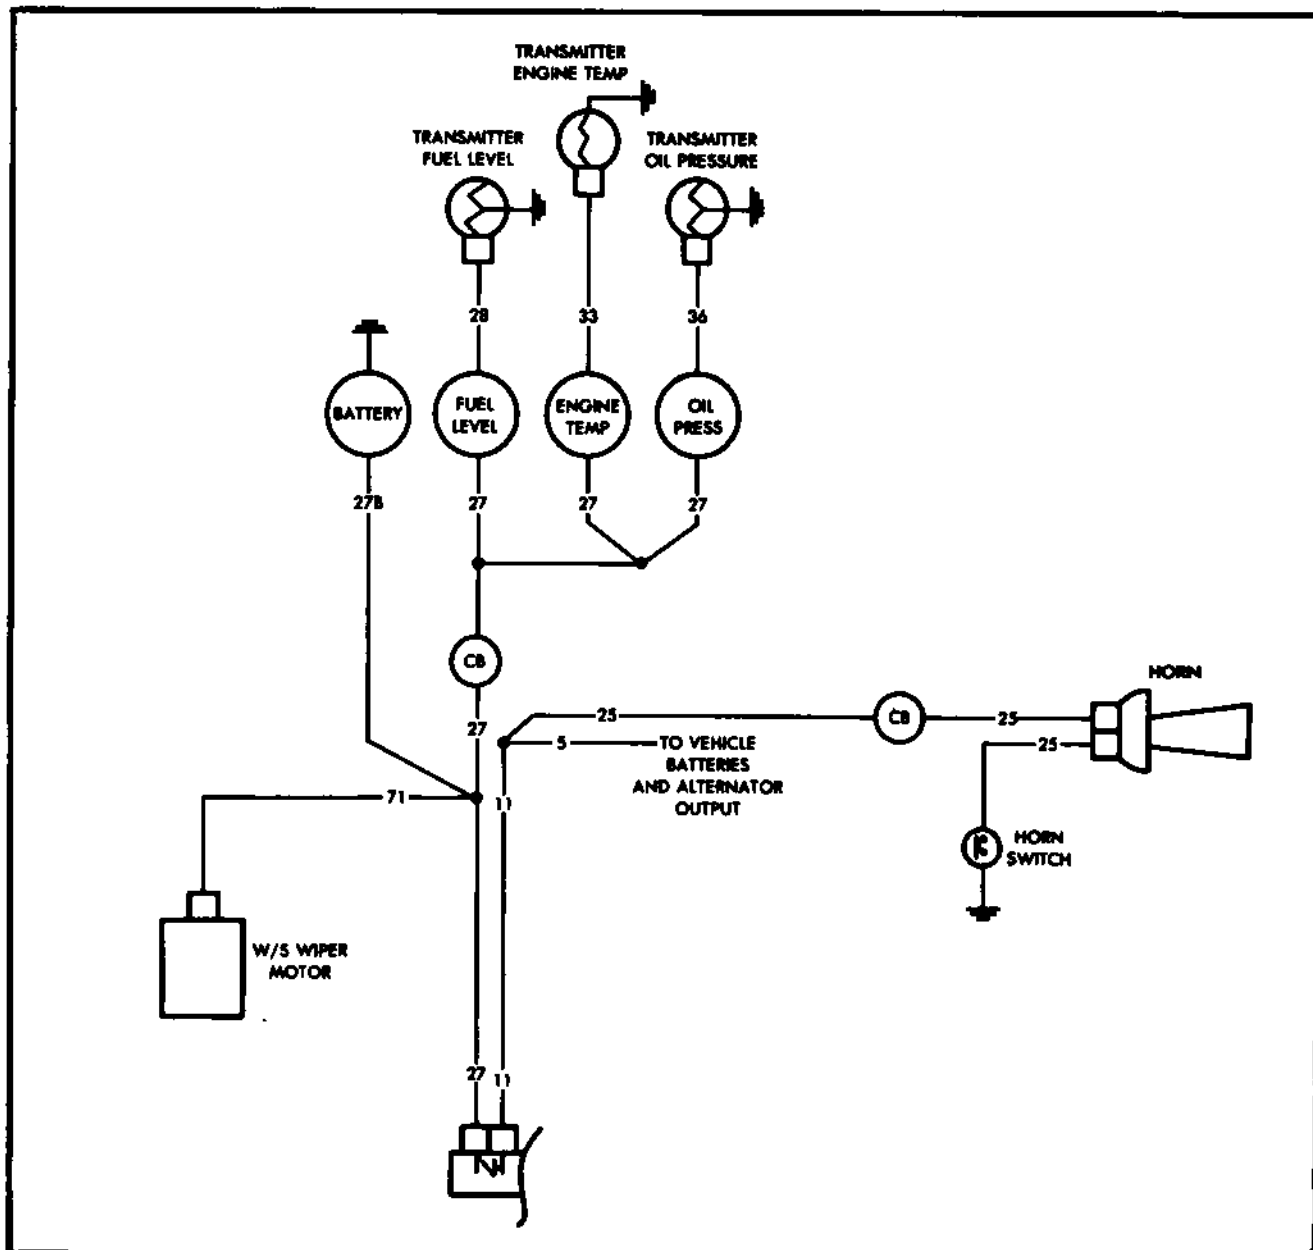 TRANSMITTER
ENGINE TEMP
TRANSMITTER
FUEL LEVEL
TRANSMITTER
OIL PRESSURE
28
33
36
BATTERY
FUEL
LEVEL
ENGINE
TEMP
OIL
PRESS
27B
27
27
27
CB
HORN
27
25
CB
25
5
TO VEHICLE
BATTERIES
AND ALTERNATOR
OUTPUT
25
71
11
HORN
SWITCH
W/S WIPER
MOTOR
27
11